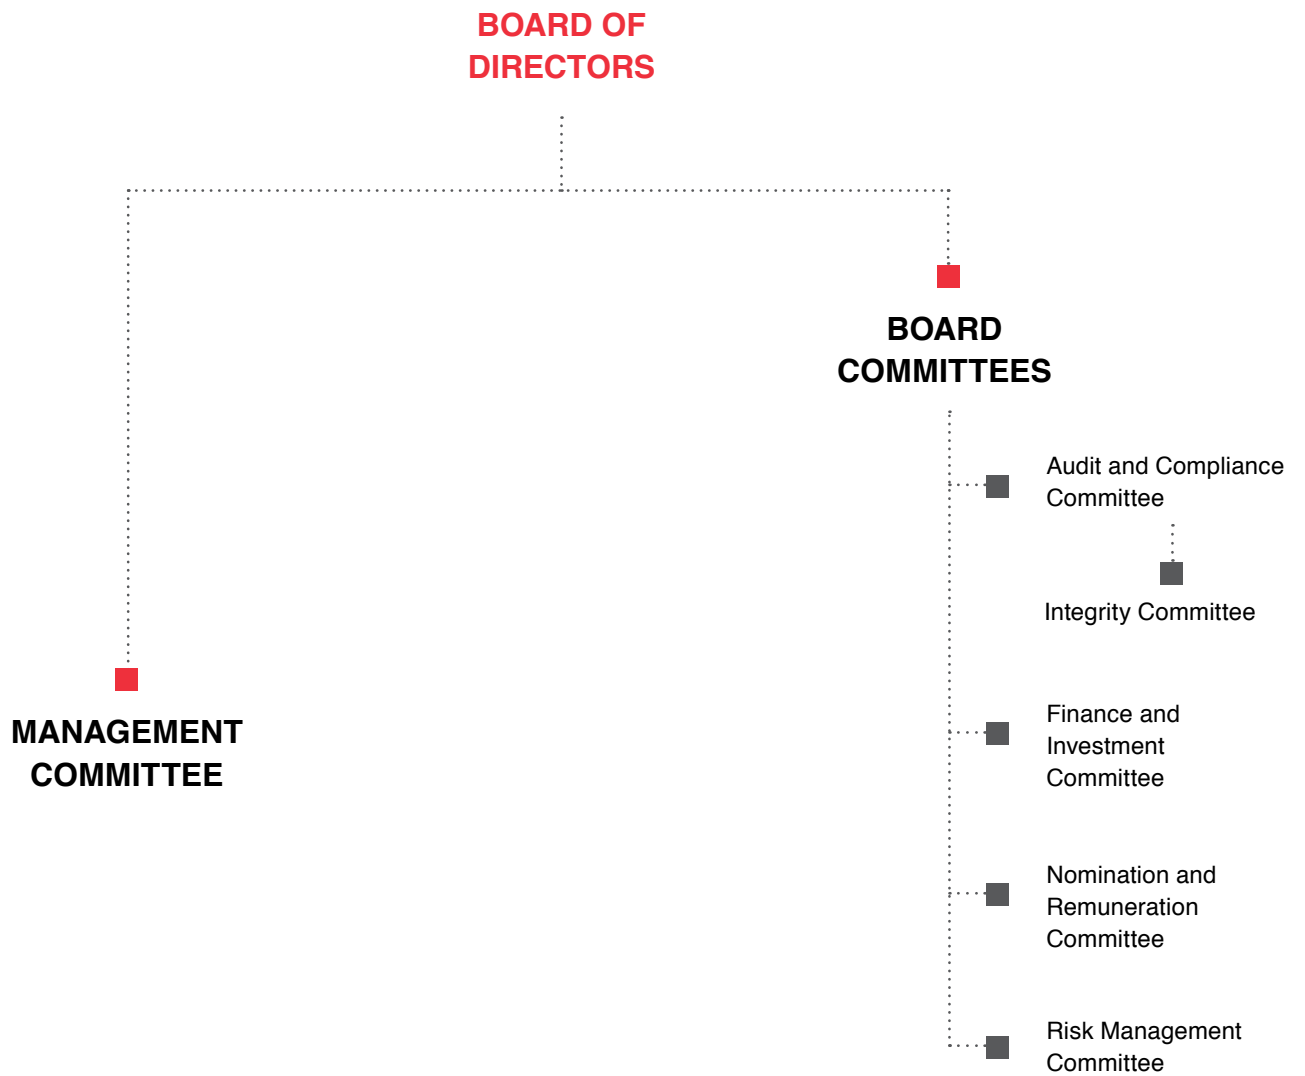 BOARD OF
DIRECTORS
BOARD
COMMITTEES
Audit and Compliance
Committee
Integrity Committee
MANAGEMENT
COMMITTEE
Finance and
Investment
Committee
Nomination and
Remuneration
Committee
Risk Management
Committee